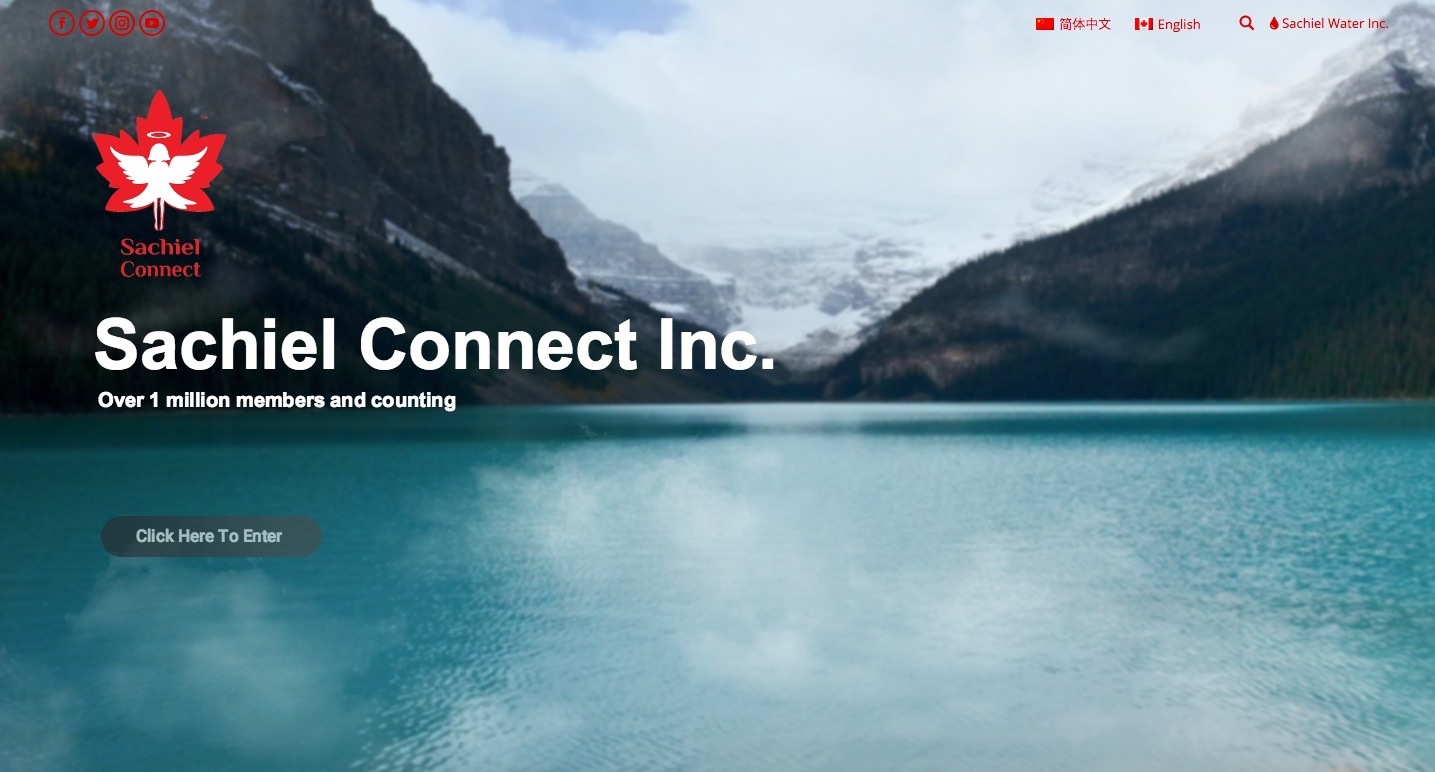 简体中文
English
Sachiel Water Inc.
TM
Sachiel
Connect
Sachiel Connect Inc.
Over 1 million members and counting
Click Here To Enter